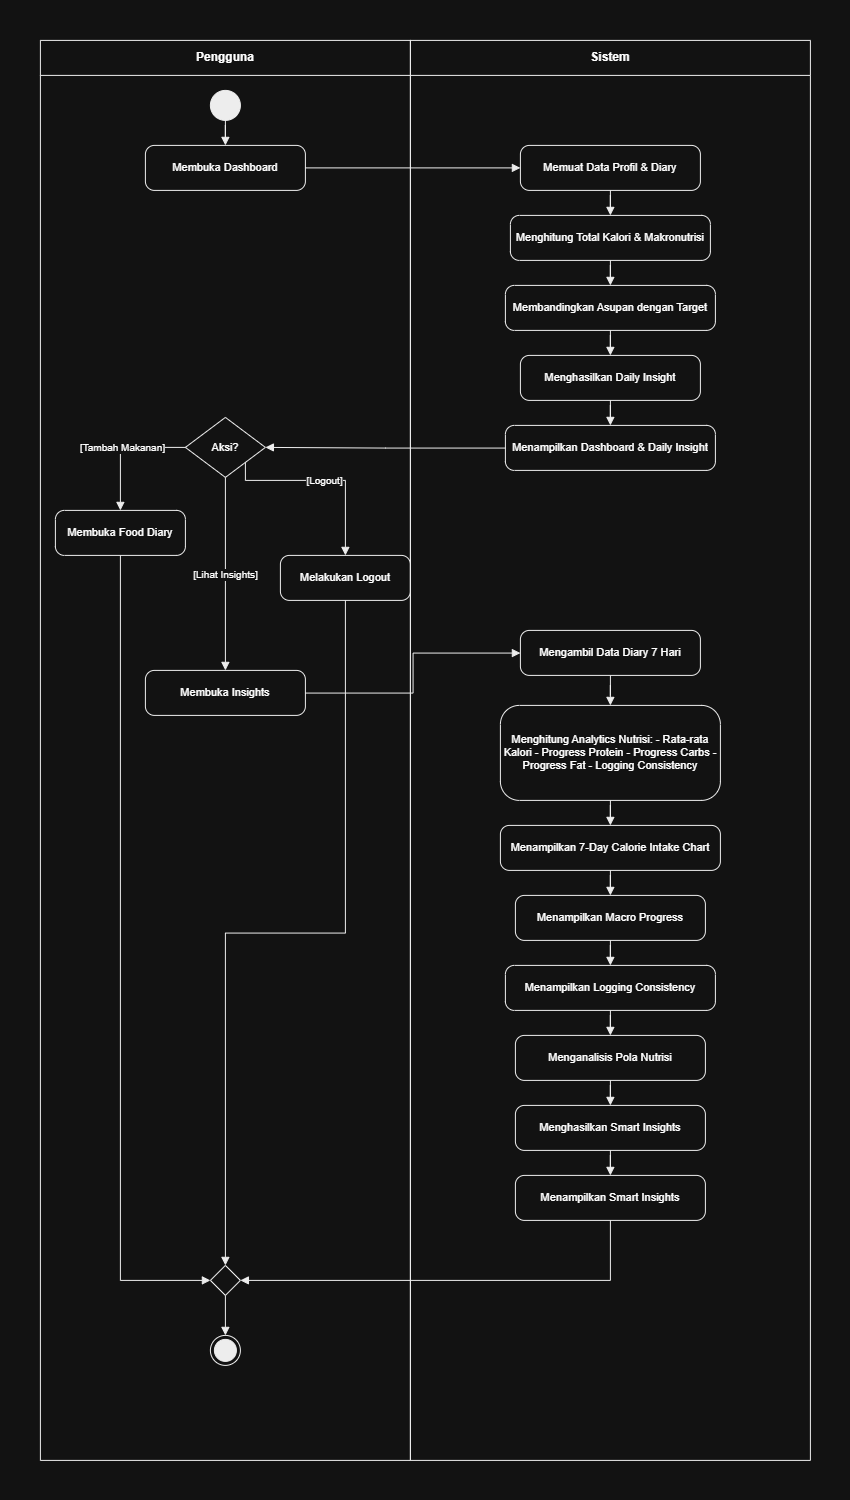 Pengguna
Sistem
Membuka Dashboard
Memuat Data Profil & Diary
Menghitung Total Kalori & Makronutrisi
Membandingkan Asupan dengan Target
Menghasilkan Daily Insight
Menampilkan Dashboard & Daily Insight
Aksi?
[Tambah Makanan]
[Logout]
Membuka Food Diary
[Lihat Insights]
Melakukan Logout
Membuka Insights
Mengambil Data Diary 7 Hari
Menghitung Analytics Nutrisi: - Rata-rata
Kalori - Progress Protein - Progress Carbs -
Progress Fat - Logging Consistency
Menampilkan 7-Day Calorie Intake Chart
Menampilkan Macro Progress
Menampilkan Logging Consistency
Menganalisis Pola Nutrisi
Menghasilkan Smart Insights
Menampilkan Smart Insights